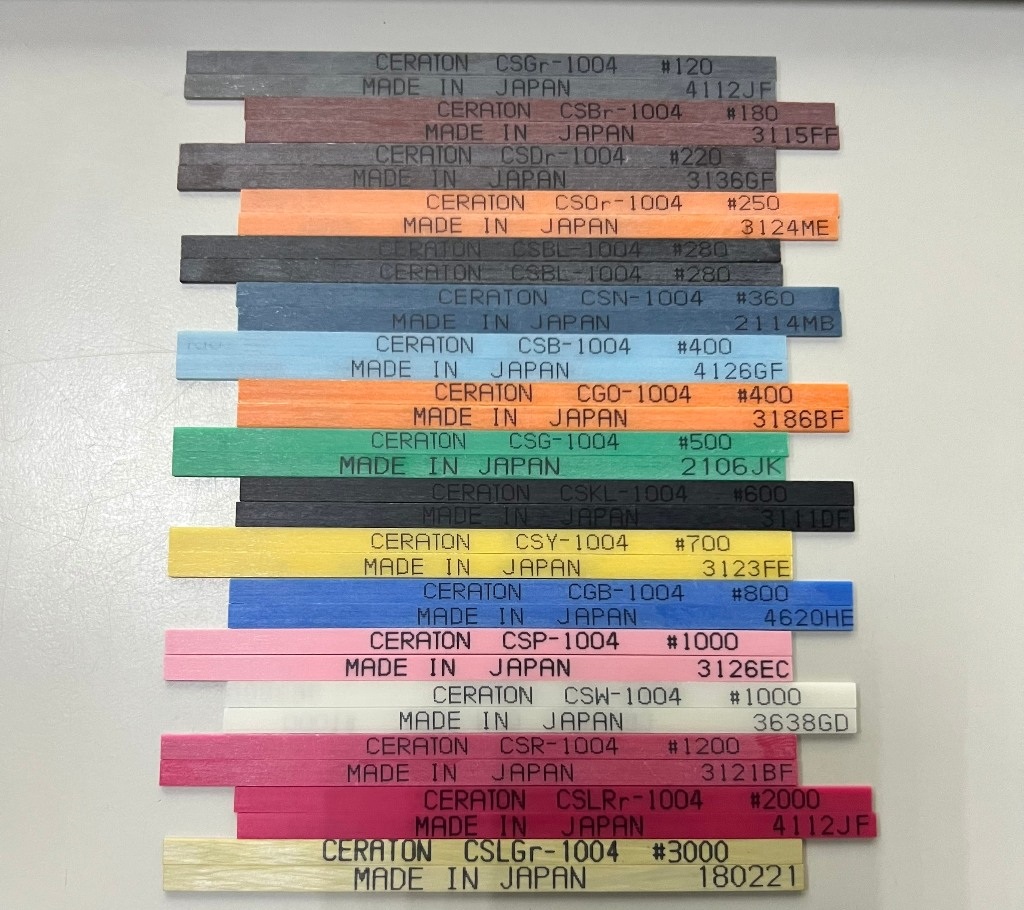 CERATON CSGr-1004 #120
MADE IN JAPAN 4112JF
CERATON CSBr-1004 #180
MADE IN JAPAN 3115FF
CERATON CSDr-1004 #220
MADE IN JAPAN 3136GF
CERATON CSOr-1004 #250
MADE IN JAPAN 3124ME
CERATON CSBL-1004 #280
CERATON CSBL-1004 #280
CERATON CSN-1004 #360
MADE IN JAPAN 2114MB
CERATON CSB-1004 #400
MADE IN JAPAN 4126GF
CERATON CGO-1004 #400
MADE IN JAPAN 3186BF
CERATON CSG-1004 #500
MADE IN JAPAN 2106JK
CERATON CSKL-1004 #600
MADE IN JAPAN 3111DF
CERATON CSY-1004 #700
MADE IN JAPAN 3123FE
CERATON CGB-1004 #800
MADE IN JAPAN 4620HE
CERATON CSP-1004 #1000
MADE IN JAPAN 3126EC
CERATON CSW-1004 #1000
MADE IN JAPAN 3638GD
CERATON CSR-1004 #1200
MADE IN JAPAN 3121BF
CERATON CSLRr-1004 #2000
MADE IN JAPAN 4112JF
CERATON CSLGr-1004 #3000
MADE IN JAPAN 180221